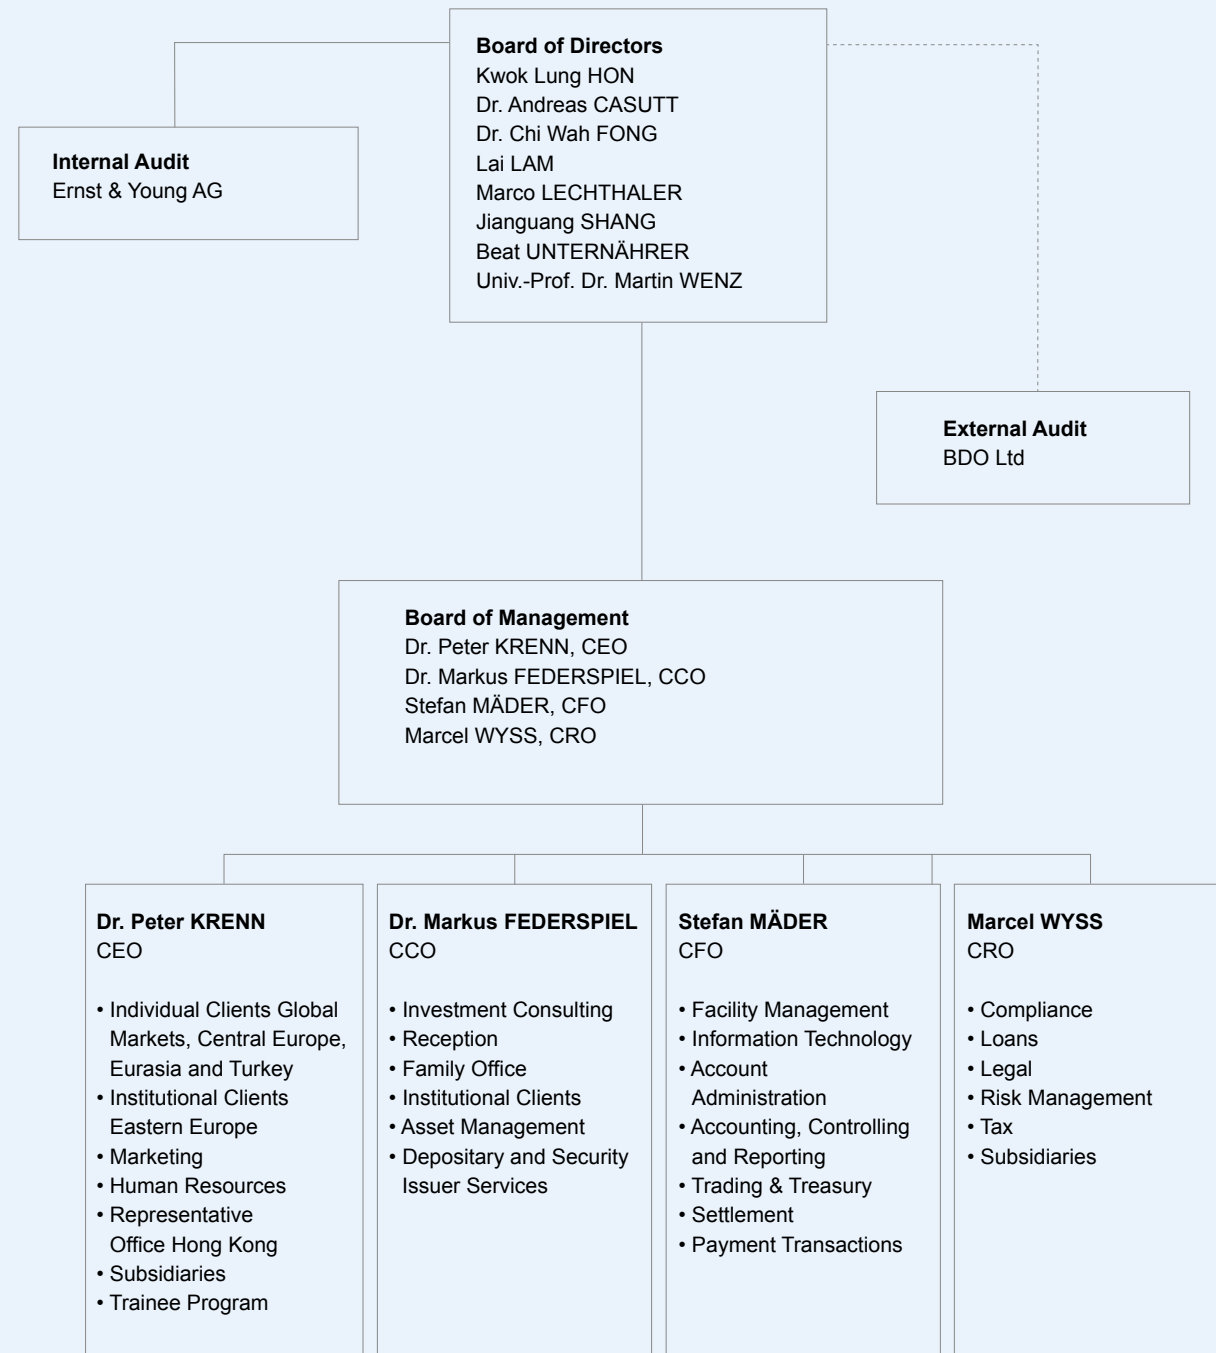 Board of Directors
Kwok Lung HON
Dr. Andreas CASUTT
Dr. Chi Wah FONG
Lai LAM
Marco LECHTHALER
Jianguang SHANG
Beat UNTERNÄHRER
Univ.-Prof. Dr. Martin WENZ
Internal Audit
Ernst & Young AG
External Audit
BDO Ltd
Board of Management
Dr. Peter KRENN, CEO
Dr. Markus FEDERSPIEL, CCO
Stefan MÄDER, CFO
Marcel WYSS, CRO
Dr. Peter KRENN
CEO
• Individual Clients Global
Markets, Central Europe,
Eurasia and Turkey
• Institutional Clients
Eastern Europe
• Marketing
• Human Resources
• Representative
Office Hong Kong
• Subsidiaries
• Trainee Program
Dr. Markus FEDERSPIEL
CCO
• Investment Consulting
• Reception
• Family Office
• Institutional Clients
• Asset Management
• Depositary and Security
Issuer Services
Stefan MÄDER
CFO
• Facility Management
• Information Technology
• Account
Administration
• Accounting, Controlling
and Reporting
• Trading & Treasury
• Settlement
• Payment Transactions
Marcel WYSS
CRO
• Compliance
• Loans
• Legal
• Risk Management
• Tax
• Subsidiaries